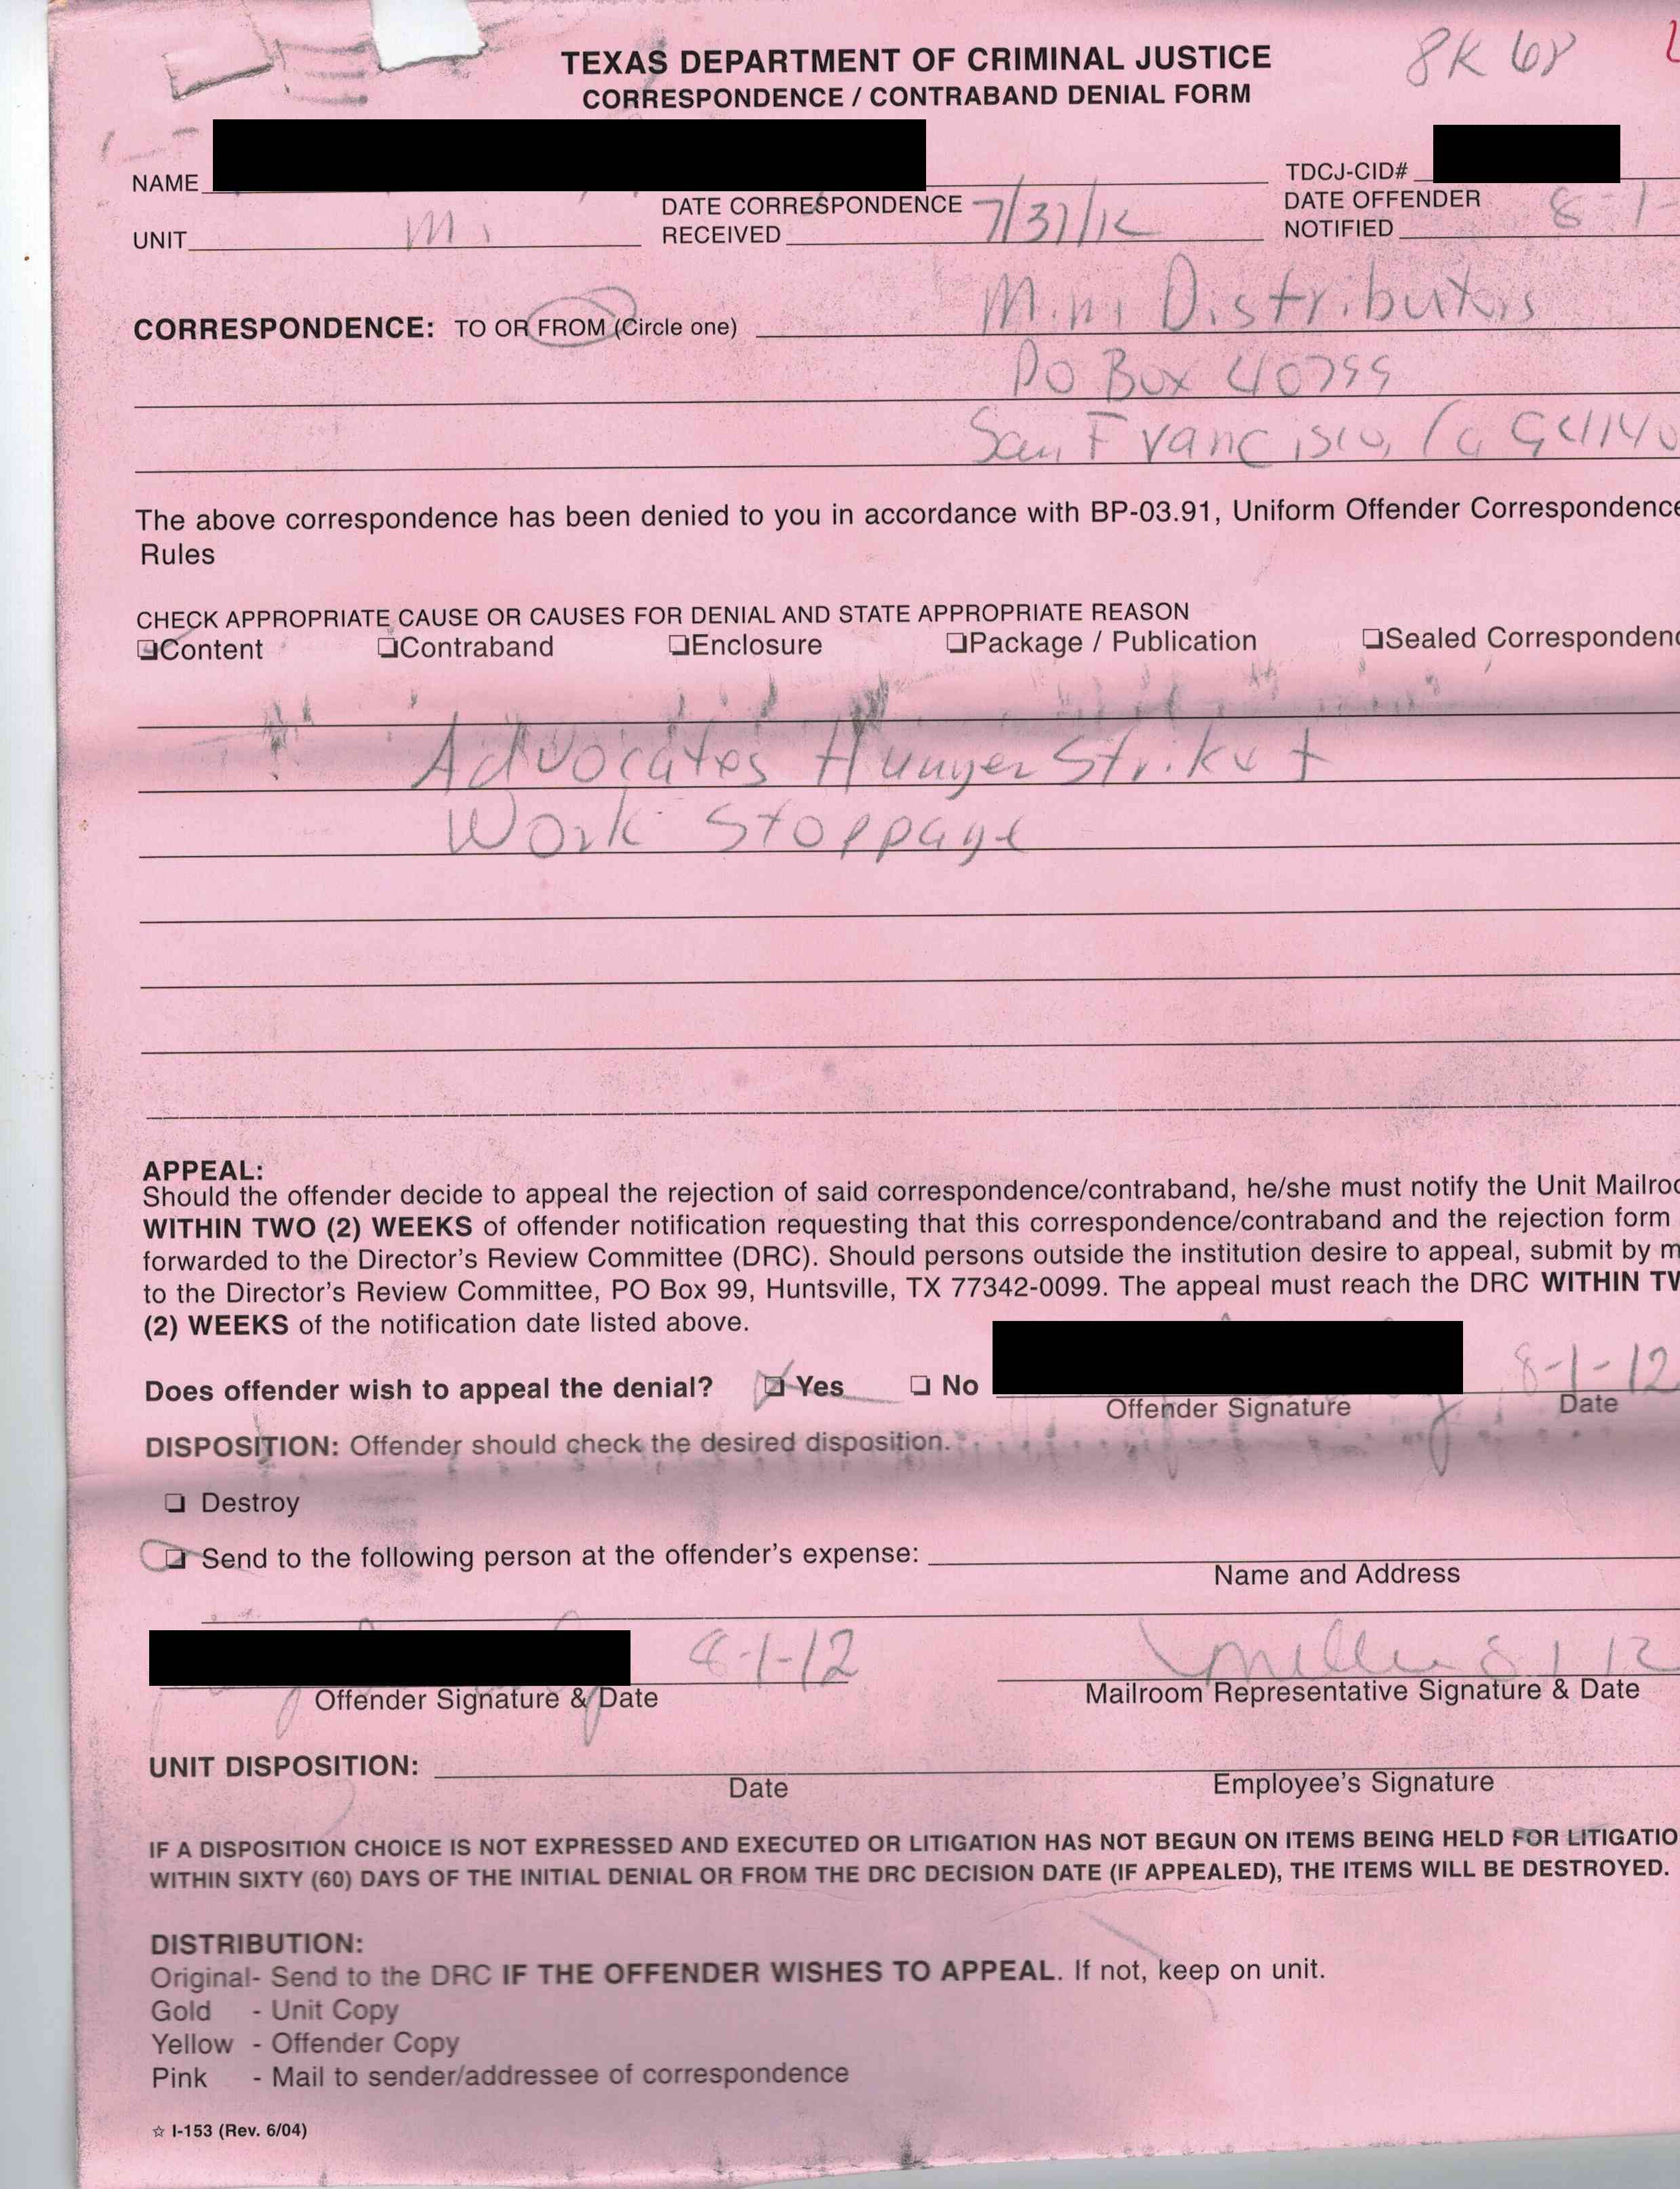 TEXAS DEPARTMENT OF CRIMINAL JUSTICE
8K 68
CORRESPONDENCE / CONTRABAND DENIAL FORM
NAME
TDCJ-CID#
UNIT M.
DATE CORRESPONDENCE
RECEIVED 7/31/12
DATE OFFENDER
NOTIFIED 8-1-
CORRESPONDENCE: TO OR FROM (Circle one) Mimi Distributors
PO Box 40799
San Francisco, Ca 94140
The above correspondence has been denied to you in accordance with BP-03.91, Uniform Offender Correspondence
Rules
CHECK APPROPRIATE CAUSE OR CAUSES FOR DENIAL AND STATE APPROPRIATE REASON
❑Content ❑Contraband ❑Enclosure ❑Package / Publication ❑Sealed Corresponden
Advocates Hunger Strike +
Work Stoppage
APPEAL:
Should the offender decide to appeal the rejection of said correspondence/contraband, he/she must notify the Unit Mailroo
WITHIN TWO (2) WEEKS of offender notification requesting that this correspondence/contraband and the rejection form
forwarded to the Director's Review Committee (DRC). Should persons outside the institution desire to appeal, submit by m
to the Director's Review Committee, PO Box 99, Huntsville, TX 77342-0099. The appeal must reach the DRC WITHIN TW
(2) WEEKS of the notification date listed above.
Does offender wish to appeal the denial? ❑ Yes ❑ No 8-1-12
Offender Signature Date
DISPOSITION: Offender should check the desired disposition.
❑ Destroy
❑ Send to the following person at the offender's expense:
Name and Address
8-1-12 8 1 12
Offender Signature & Date Mailroom Representative Signature & Date
UNIT DISPOSITION:
Date Employee's Signature
IF A DISPOSITION CHOICE IS NOT EXPRESSED AND EXECUTED OR LITIGATION HAS NOT BEGUN ON ITEMS BEING HELD FOR LITIGATIO
WITHIN SIXTY (60) DAYS OF THE INITIAL DENIAL OR FROM THE DRC DECISION DATE (IF APPEALED), THE ITEMS WILL BE DESTROYED.
DISTRIBUTION:
Original- Send to the DRC IF THE OFFENDER WISHES TO APPEAL. If not, keep on unit.
Gold - Unit Copy
Yellow - Offender Copy
Pink - Mail to sender/addressee of correspondence
☆ I-153 (Rev. 6/04)